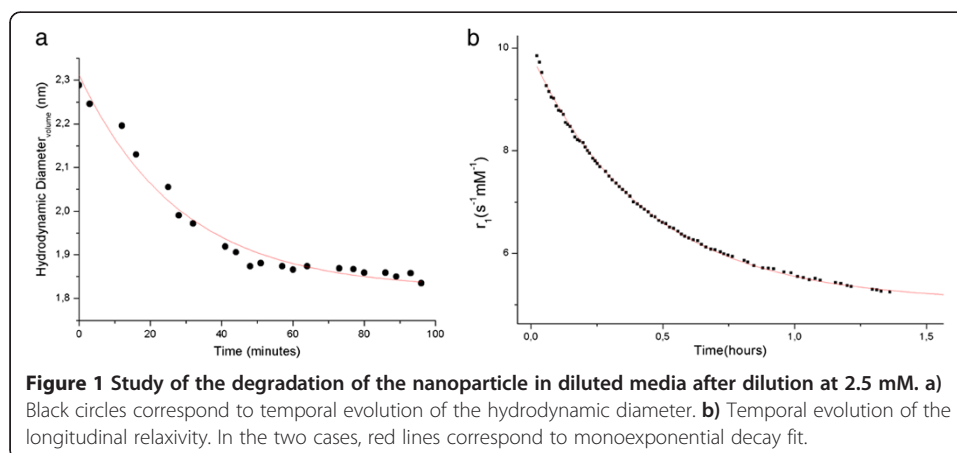 a
2,3
2,2
2,1
2,0
1,9
1,8
Hydrodynamic Diameter volume (nm)
0
20
40
60
80
100
Time (minutes)
b
10
8
6
r1(s-1mM-1)
0,0
0,5
1,0
1,5
Time(hours)
Figure 1 Study of the degradation of the nanoparticle in diluted media after dilution at 2.5 mM. a)
Black circles correspond to temporal evolution of the hydrodynamic diameter. b) Temporal evolution of the
longitudinal relaxivity. In the two cases, red lines correspond to monoexponential decay fit.